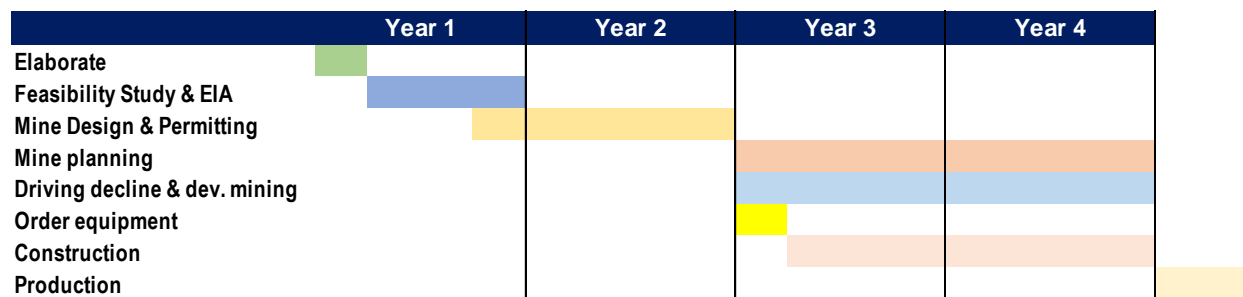 Year 1 Year 2 Year 3 Year 4
Elaborate
Feasibility Study & EIA
Mine Design & Permitting
Mine planning
Driving decline & dev. mining
Order equipment
Construction
Production